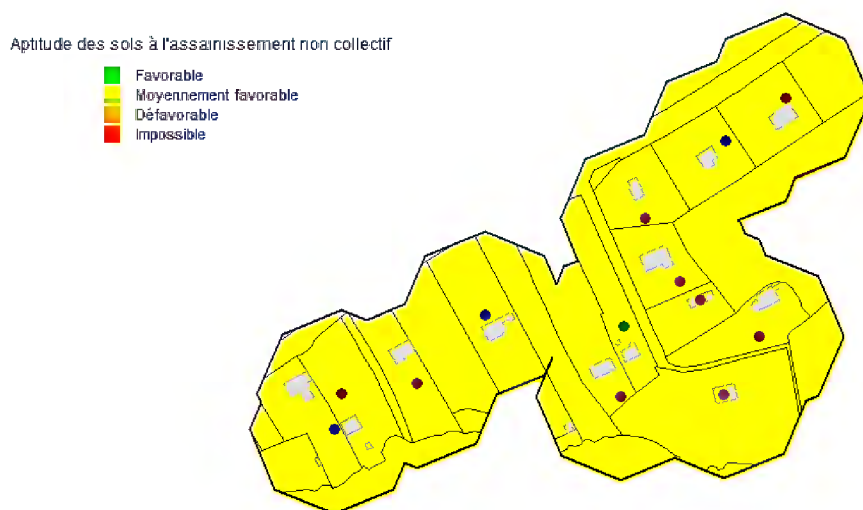 Aptitude des sols à l'assainissement non collectif
Favorable
Moyennement favorable
Défavorable
Impossible